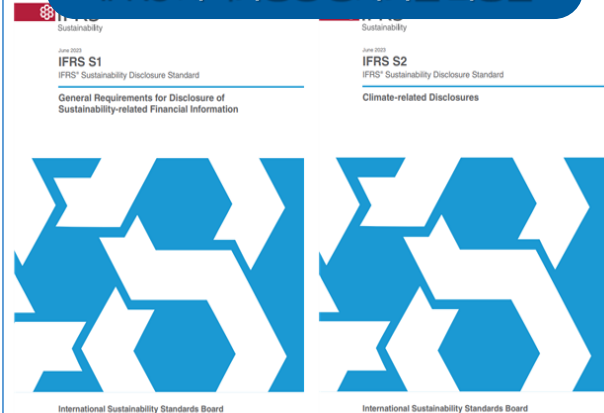 Sustainability
June 2023
IFRS S1
IFRS® Sustainability Disclosure Standard
General Requirements for Disclosure of
Sustainability-related Financial Information
International Sustainability Standards Board
Sustainability
June 2023
IFRS S2
IFRS® Sustainability Disclosure Standard
Climate-related Disclosures
International Sustainability Standards Board